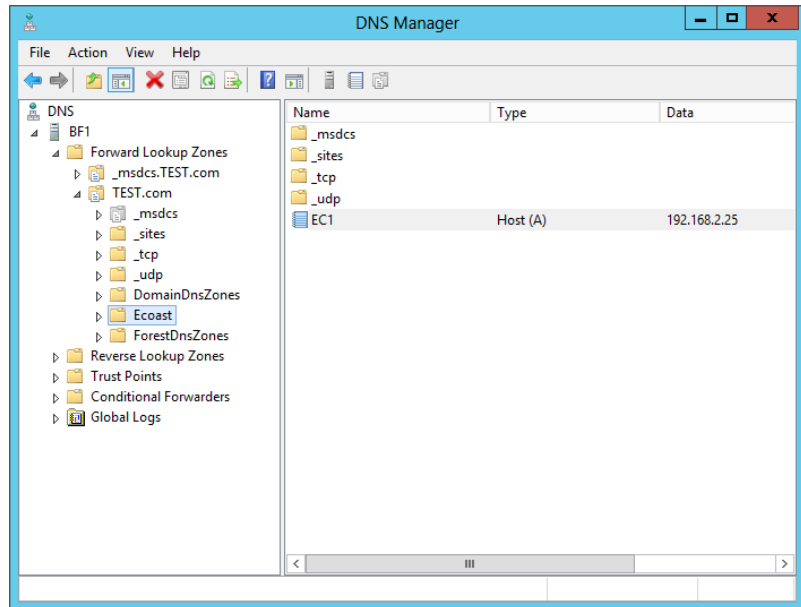 DNS Manager
File Action View Help
DNS
BF1
Forward Lookup Zones
_msdcs.TEST.com
TEST.com
_msdcs
_sites
_tcp
_udp
DomainDnsZones
Ecoast
ForestDnsZones
Reverse Lookup Zones
Trust Points
Conditional Forwarders
Global Logs
Name Type Data
_msdcs
_sites
_tcp
_udp
EC1 Host (A) 192.168.2.25